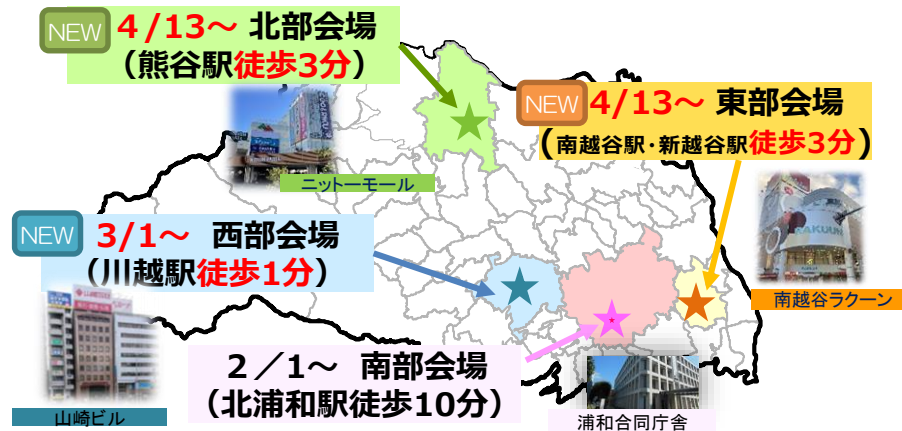 NEW 4/13～ 北部会場
（熊谷駅徒歩3分）
ニットーモール
NEW 4/13～ 東部会場
（南越谷駅・新越谷駅徒歩3分）
南越谷ラクーン
NEW 3/1～ 西部会場
（川越駅徒歩1分）
山崎ビル
２／1～ 南部会場
（北浦和駅徒歩10分）
浦和合同庁舎